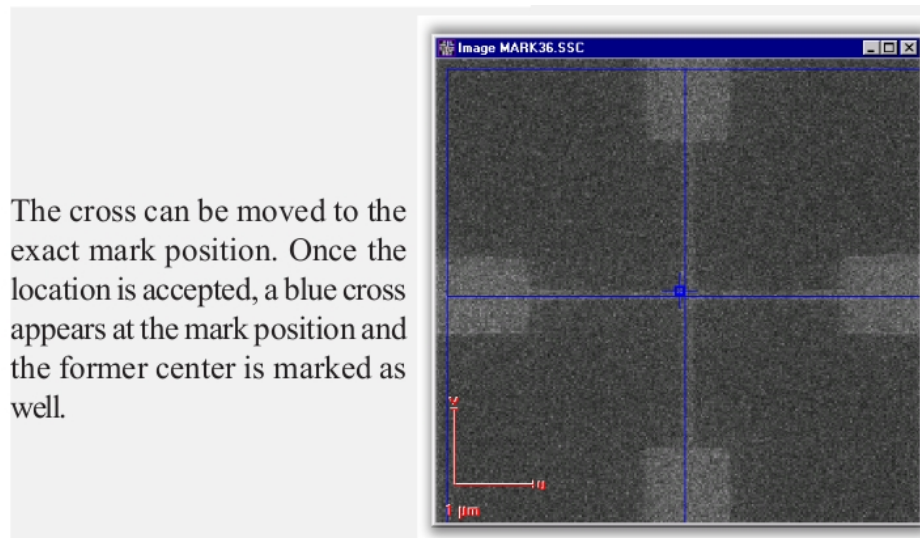 Image MARK36.SSC
The cross can be moved to the
exact mark position. Once the
location is accepted, a blue cross
appears at the mark position and
the former center is marked as
well.
v
u
1 µm